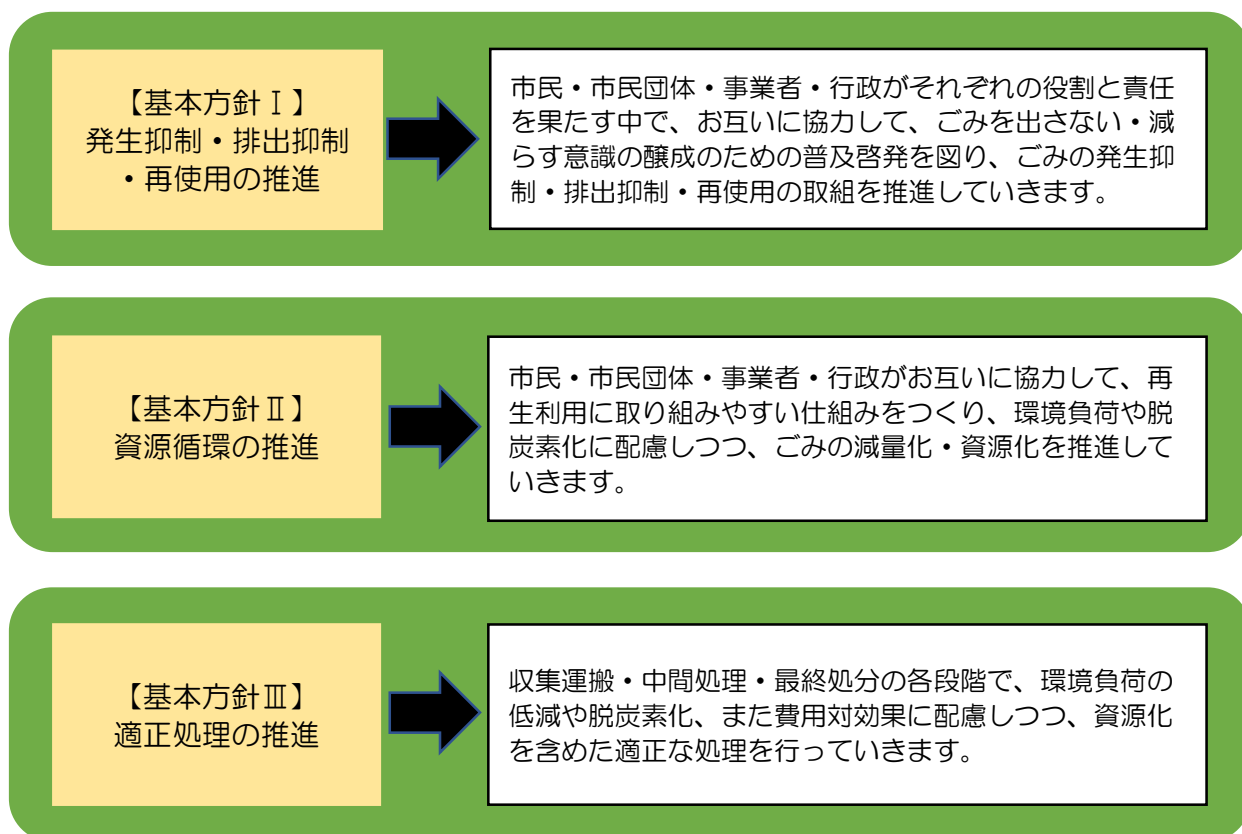 【基本方針Ⅰ】
発生抑制・排出抑制
・再使用の推進
市民・市民団体・事業者・行政がそれぞれの役割と責任
を果たす中で、お互いに協力して、ごみを出さない・減
らす意識の醸成のための普及啓発を図り、ごみの発生抑
制・排出抑制・再使用の取組を推進していきます。
【基本方針Ⅱ】
資源循環の推進
市民・市民団体・事業者・行政がお互いに協力して、再
生利用に取り組みやすい仕組みをつくり、環境負荷や脱
炭素化に配慮しつつ、ごみの減量化・資源化を推進して
いきます。
【基本方針Ⅲ】
適正処理の推進
収集運搬・中間処理・最終処分の各段階で、環境負荷の
低減や脱炭素化、また費用対効果に配慮しつつ、資源化
を含めた適正な処理を行っていきます。